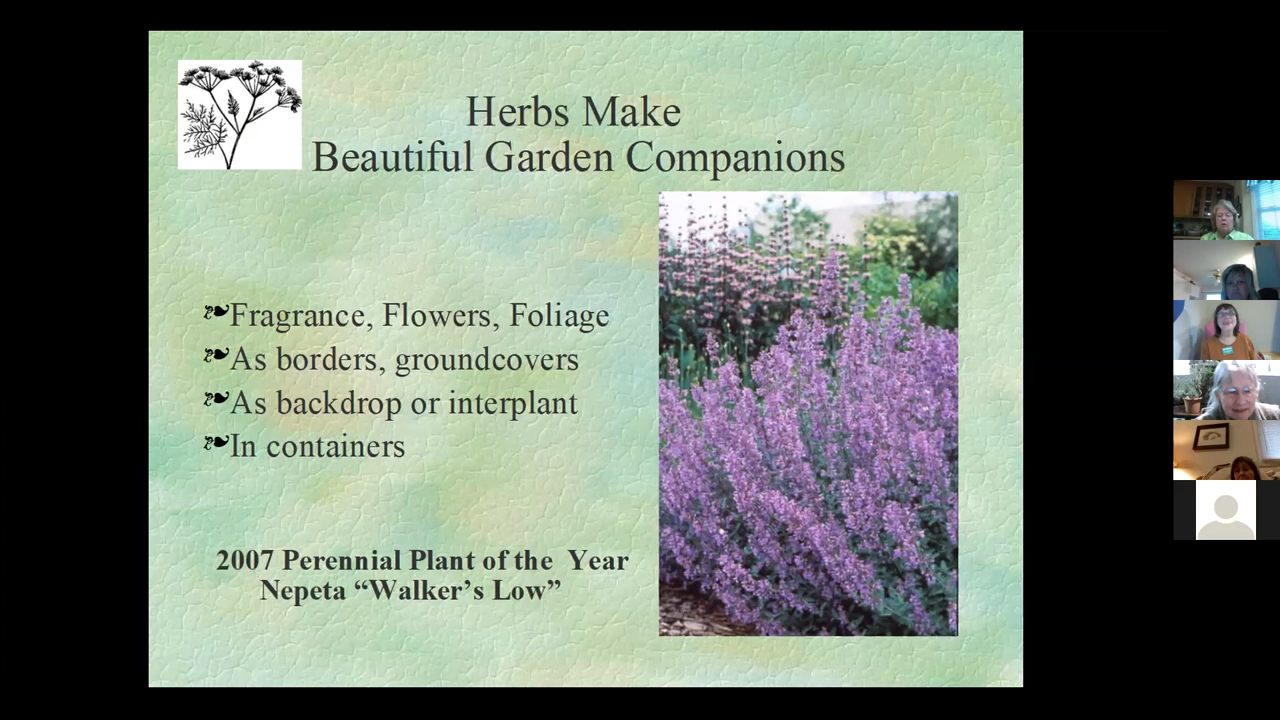 Herbs Make
Beautiful Garden Companions
Fragrance, Flowers, Foliage
As borders, groundcovers
As backdrop or interplant
In containers
2007 Perennial Plant of the Year
Nepeta “Walker’s Low”